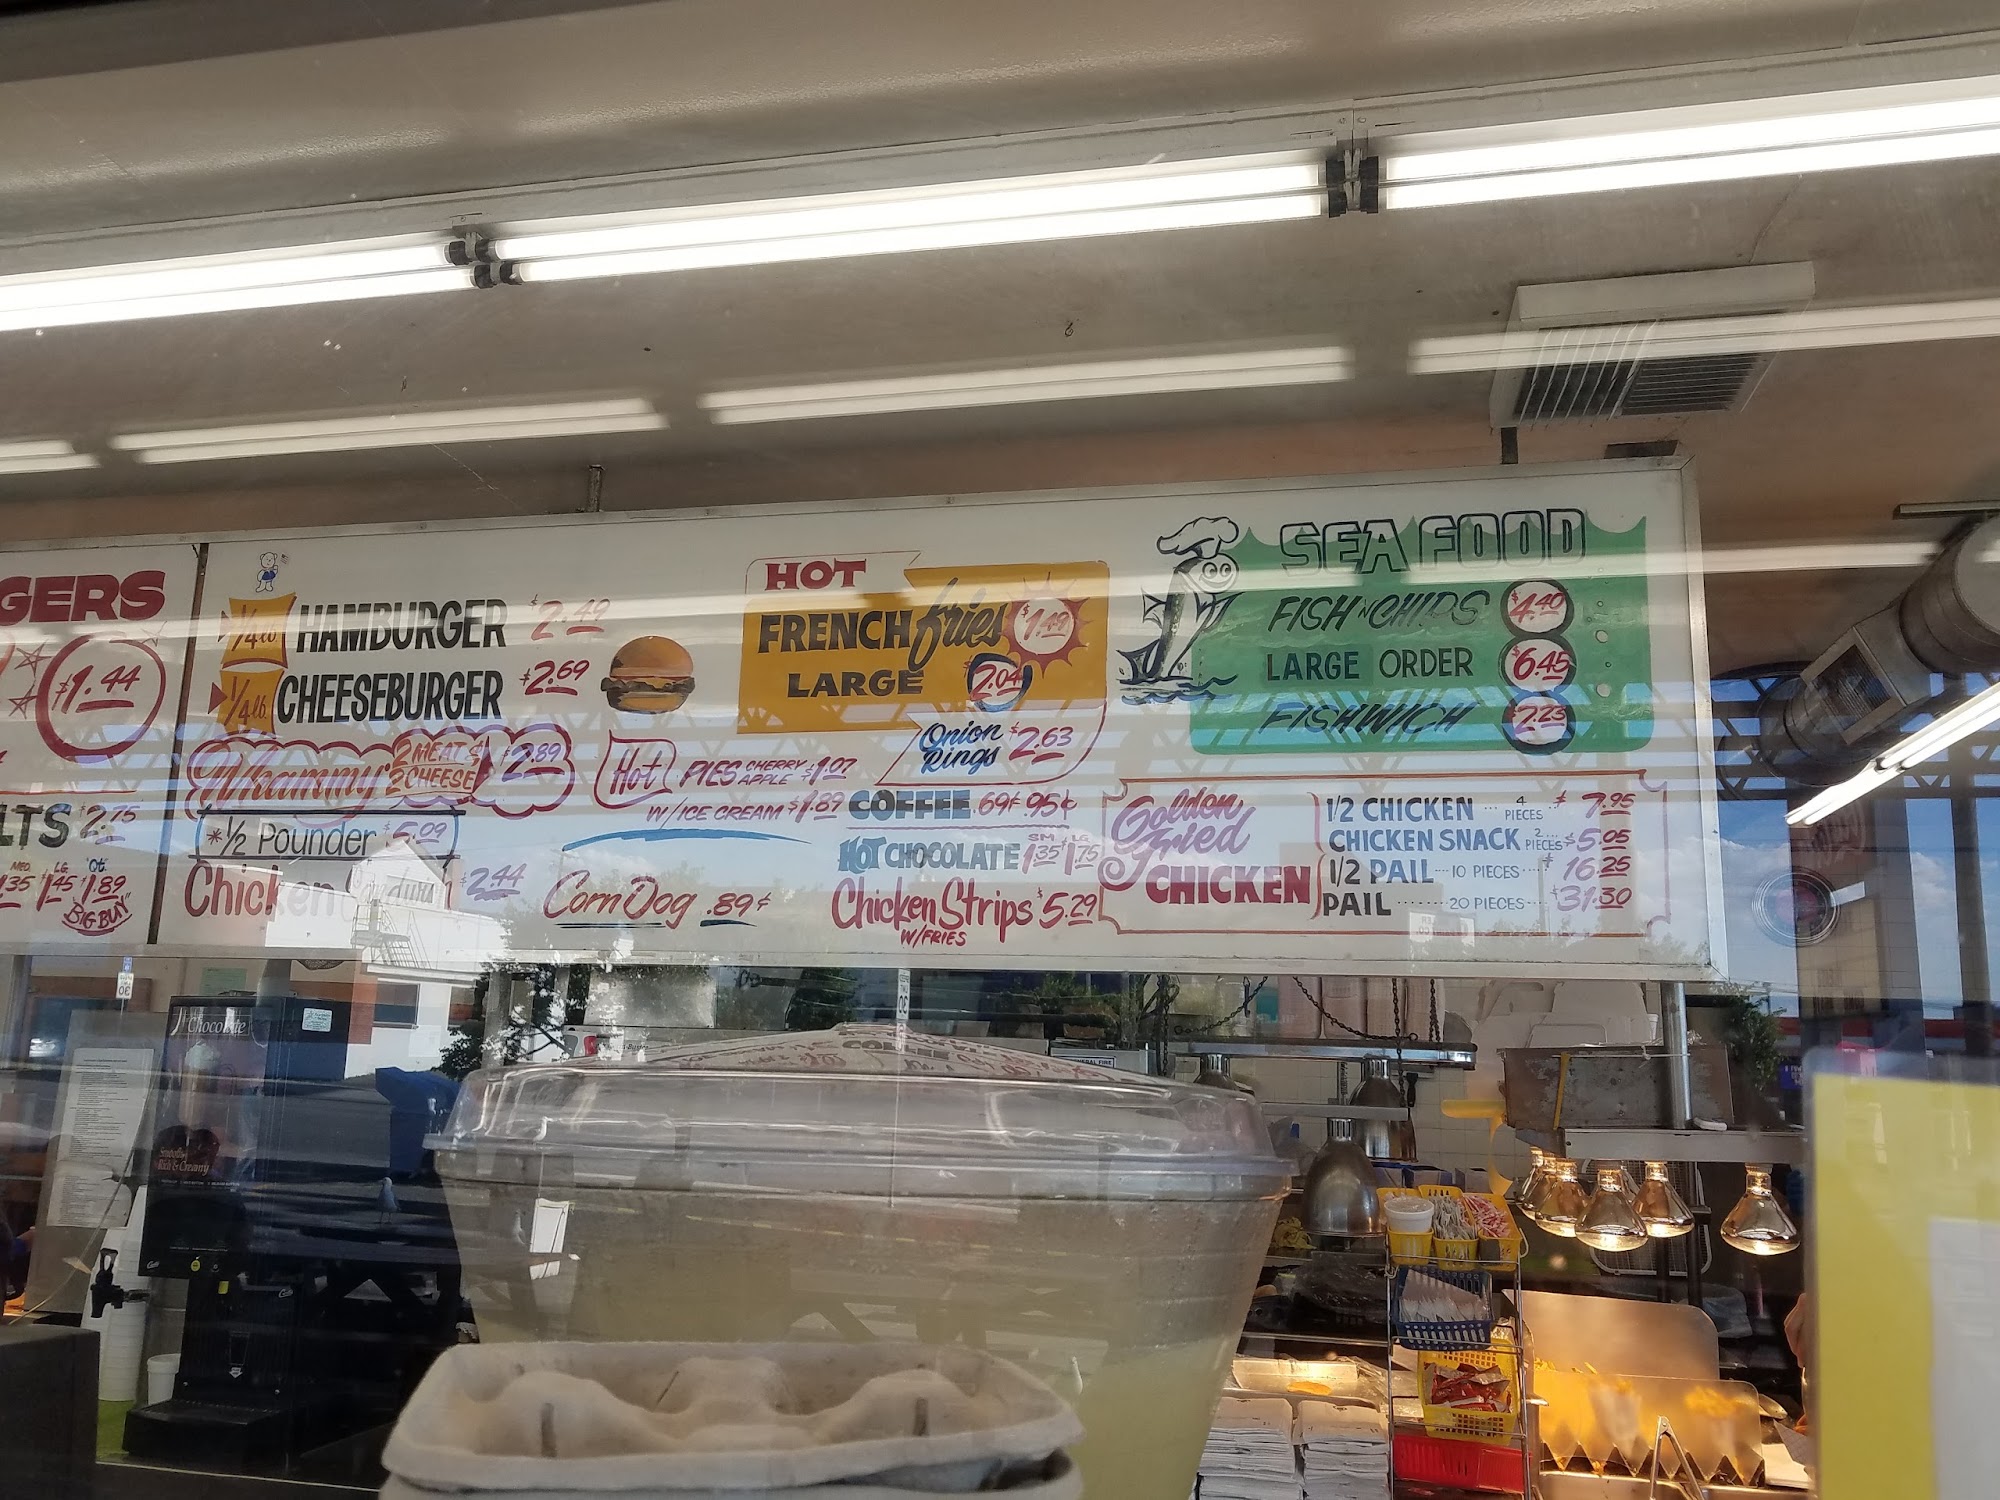 GERS
$1.44
LTS $2.75
MED. LG. Qt.
1.35 $1.45 $1.89
"BIG BUY"
1/4 lb HAMBURGER $2.49
1/4 lb. CHEESEBURGER $2.69
Whammy 2 MEAT & 2 CHEESE $2.89
*1/2 Pounder $5.09
Chicken $2.44
HOT
FRENCH fries $1.49
LARGE $2.04
Onion Rings $2.63
Hot PIES CHERRY APPLE $1.07
W/ICE CREAM $1.89
COFFEE .69¢ .95¢
SM. LG.
HOT CHOCOLATE 1.35 $1.75
Corn Dog .89¢
Chicken Strips $5.29
W/FRIES
SEAFOOD
FISH 'N CHIPS $4.40
LARGE ORDER $6.45
FISHWICH $2.23
Golden Fried CHICKEN
1/2 CHICKEN ... 4 PIECES . $7.95
CHICKEN SNACK 2... PIECES $5.05
1/2 PAIL ... 10 PIECES ... $16.25
PAIL ........ 20 PIECES ... $31.30
Chocolate
Smooth,
Rich & Creamy